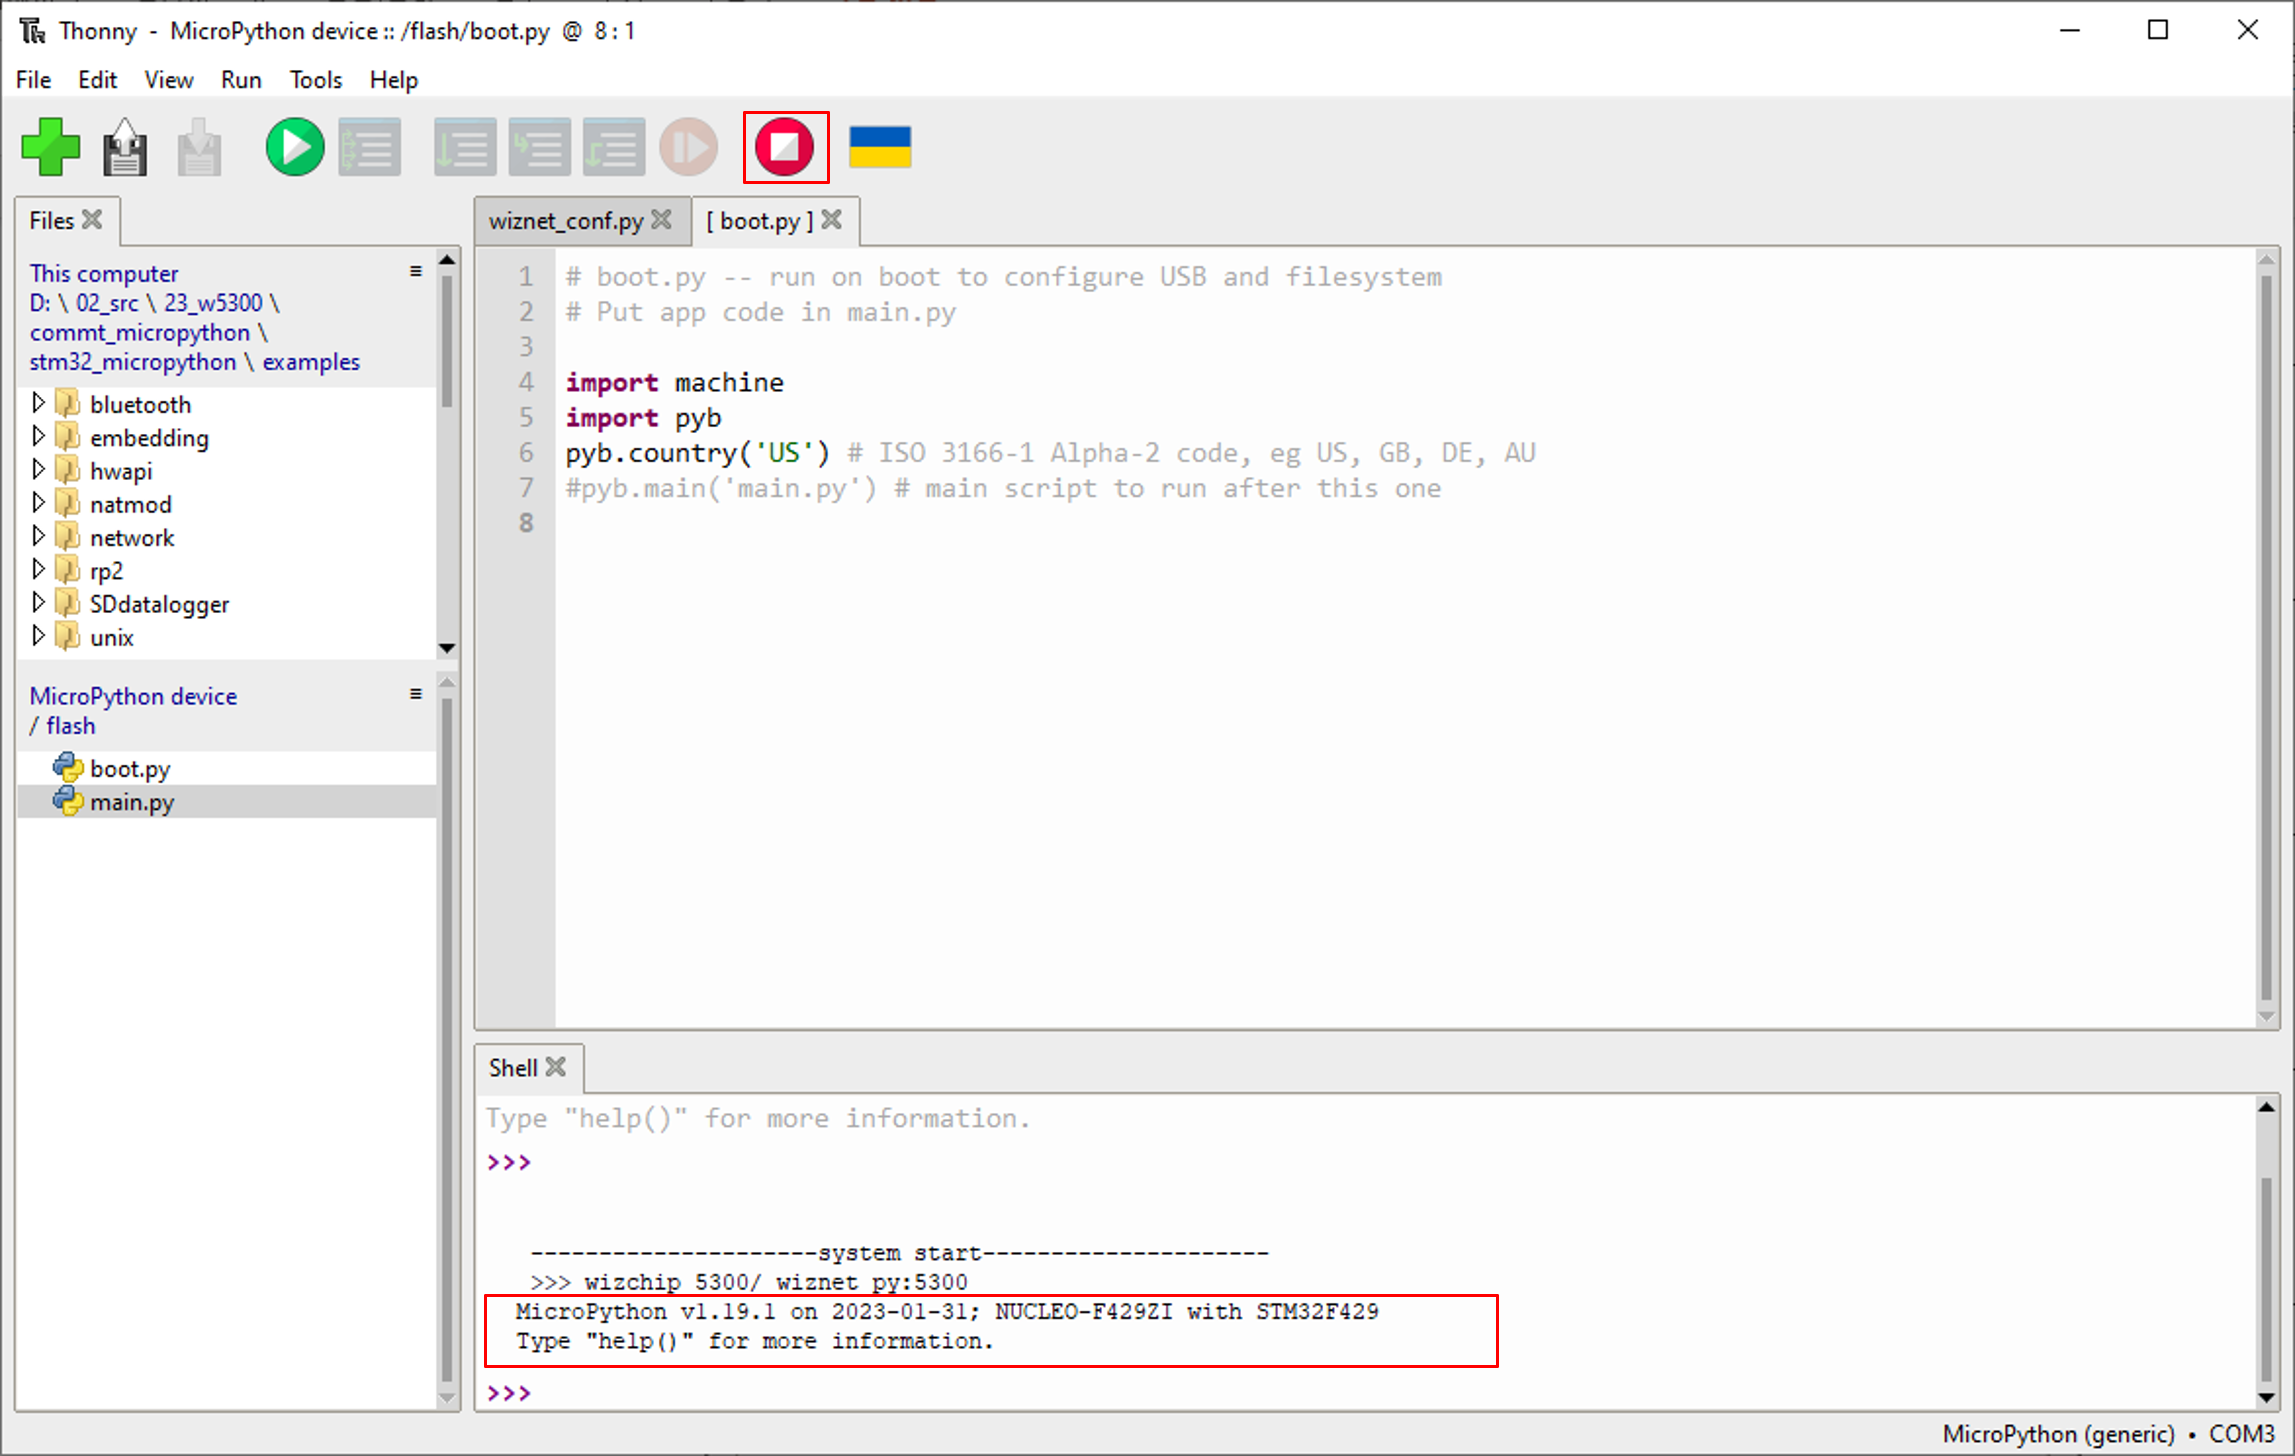 Thonny - MicroPython device :: /flash/boot.py @ 8 : 1
File Edit View Run Tools Help
Files
This computer
D: \ 02_src \ 23_w5300 \
commt_micropython \
stm32_micropython \ examples
bluetooth
embedding
hwapi
natmod
network
rp2
SDdatalogger
unix
MicroPython device
/ flash
boot.py
main.py
wiznet_conf.py [ boot.py ]
1 # boot.py -- run on boot to configure USB and filesystem
2 # Put app code in main.py
3
4 import machine
5 import pyb
6 pyb.country('US') # ISO 3166-1 Alpha-2 code, eg US, GB, DE, AU
7 #pyb.main('main.py') # main script to run after this one
8
Shell
Type "help()" for more information.
>>>
---------------------system start---------------------
>>> wizchip 5300/ wiznet py:5300
MicroPython v1.19.1 on 2023-01-31; NUCLEO-F429ZI with STM32F429
Type "help()" for more information.
>>>
MicroPython (generic) • COM3